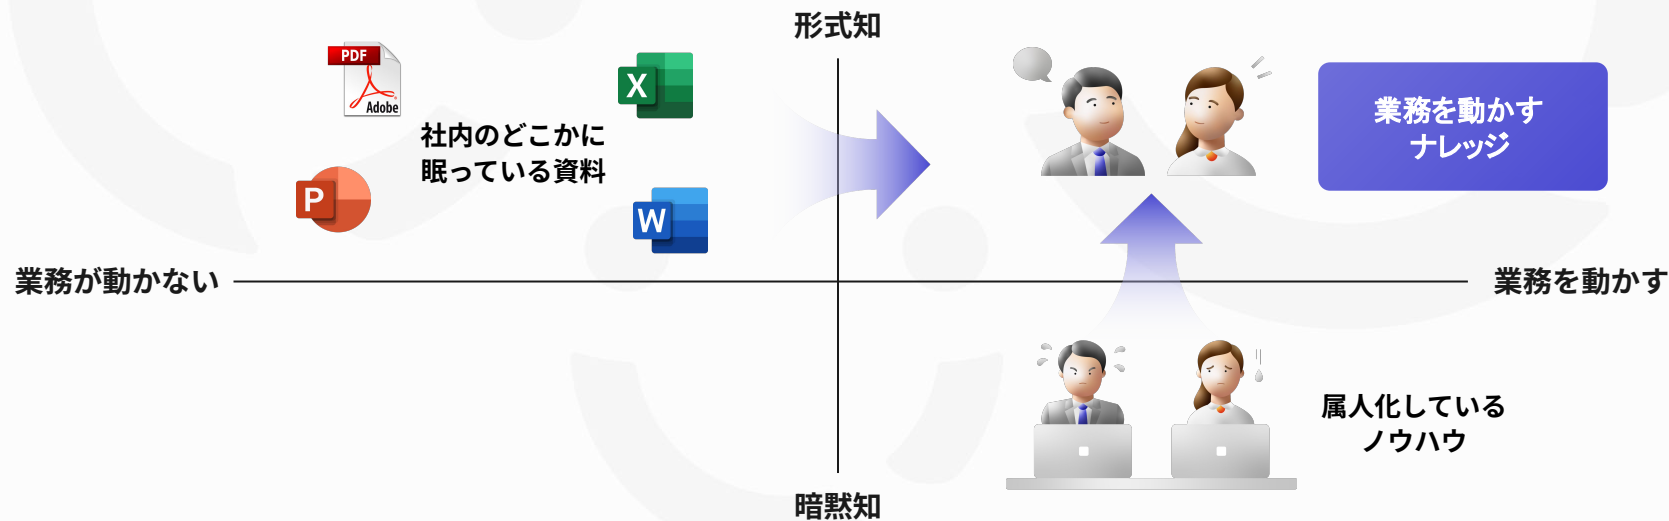 形式知
PDF
Adobe
X
社内のどこかに
眠っている資料
P
W
業務を動かす
ナレッジ
業務が動かない
業務を動かす
属人化している
ノウハウ
暗黙知